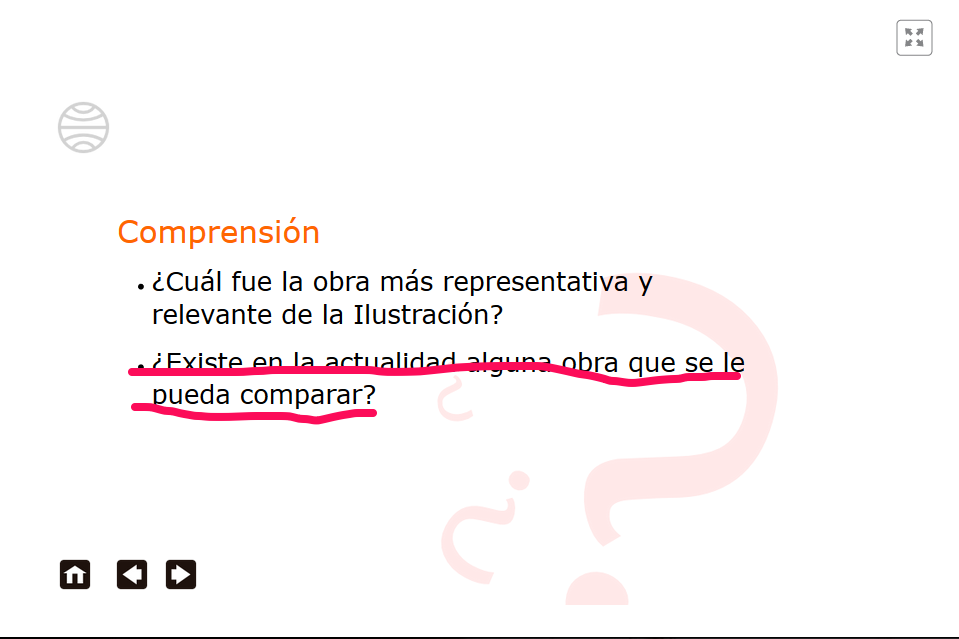 Comprensión
• ¿Cuál fue la obra más representativa y
relevante de la Ilustración?
• ¿Existe en la actualidad alguna obra que se le
pueda comparar?